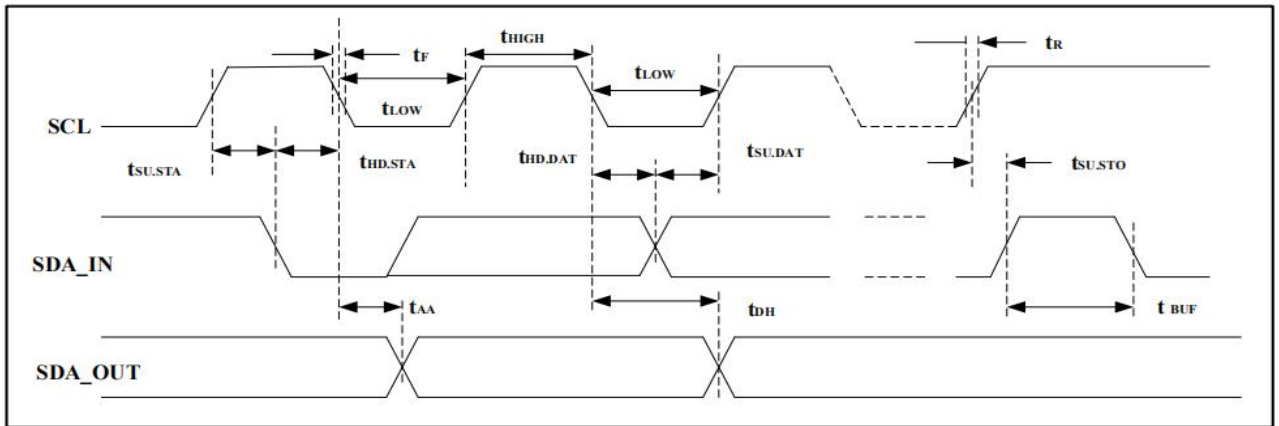 tF
tHIGH
tR
tLOW
tLOW
SCL
tSU.STA
tHD.STA
tHD.DAT
tSU.DAT
tSU.STO
SDA_IN
tAA
tDH
t BUF
SDA_OUT